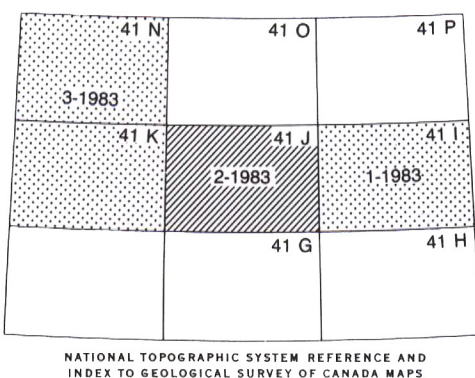 41 N
41 O
41 P
3-1983
41 K
41 J
41 I
2-1983
1-1983
41 G
41 H
NATIONAL TOPOGRAPHIC SYSTEM REFERENCE AND
INDEX TO GEOLOGICAL SURVEY OF CANADA MAPS